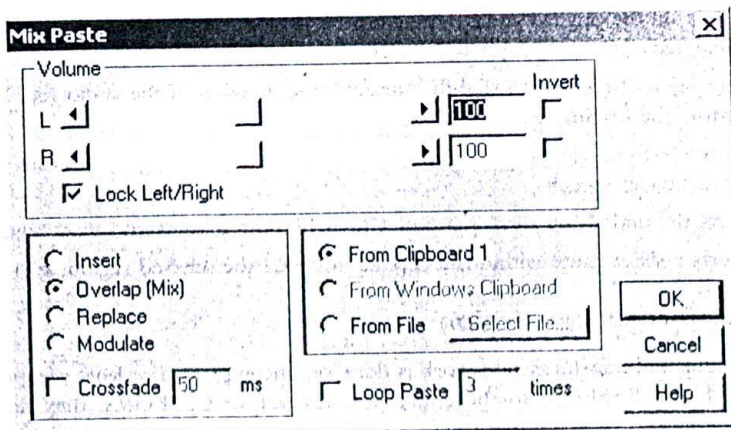 Mix Paste
Volume
Invert
L 100
R 100
Lock Left/Right
Insert
Overlap (Mix)
Replace
Modulate
Crossfade 50 ms
From Clipboard 1
From Windows Clipboard
From File Select File...
Loop Paste 3 times
OK
Cancel
Help